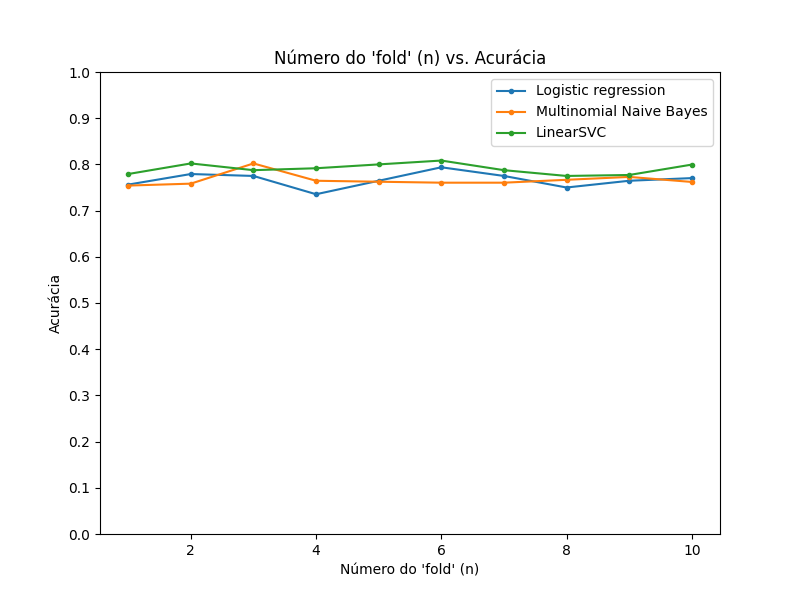 Número do 'fold' (n) vs. Acurácia
Logistic regression
Multinomial Naive Bayes
LinearSVC
1.0
0.9
0.8
0.7
0.6
0.5
0.4
0.3
0.2
0.1
0.0
Acurácia
2
4
6
8
10
Número do 'fold' (n)